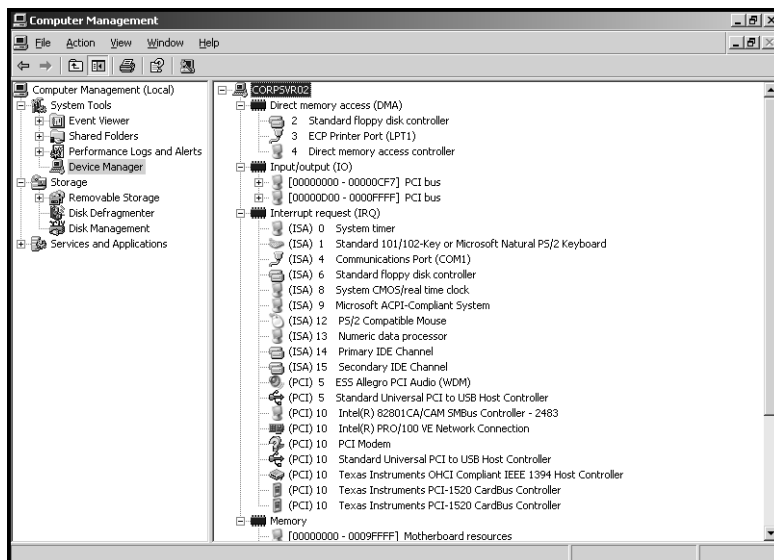 Computer Management
File Action View Window Help
Computer Management (Local)
System Tools
Event Viewer
Shared Folders
Performance Logs and Alerts
Device Manager
Storage
Removable Storage
Disk Defragmenter
Disk Management
Services and Applications
CORPSVR02
Direct memory access (DMA)
2 Standard floppy disk controller
3 ECP Printer Port (LPT1)
4 Direct memory access controller
Input/output (IO)
[00000000 - 00000CF7] PCI bus
[00000D00 - 0000FFFF] PCI bus
Interrupt request (IRQ)
(ISA) 0 System timer
(ISA) 1 Standard 101/102-Key or Microsoft Natural PS/2 Keyboard
(ISA) 4 Communications Port (COM1)
(ISA) 6 Standard floppy disk controller
(ISA) 8 System CMOS/real time clock
(ISA) 9 Microsoft ACPI-Compliant System
(ISA) 12 PS/2 Compatible Mouse
(ISA) 13 Numeric data processor
(ISA) 14 Primary IDE Channel
(ISA) 15 Secondary IDE Channel
(PCI) 5 ESS Allegro PCI Audio (WDM)
(PCI) 5 Standard Universal PCI to USB Host Controller
(PCI) 10 Intel(R) 82801CA/CAM SMBus Controller - 2483
(PCI) 10 Intel(R) PRO/100 VE Network Connection
(PCI) 10 PCI Modem
(PCI) 10 Standard Universal PCI to USB Host Controller
(PCI) 10 Texas Instruments OHCI Compliant IEEE 1394 Host Controller
(PCI) 10 Texas Instruments PCI-1520 CardBus Controller
(PCI) 10 Texas Instruments PCI-1520 CardBus Controller
Memory
[00000000 - 0009FFFF] Motherboard resources